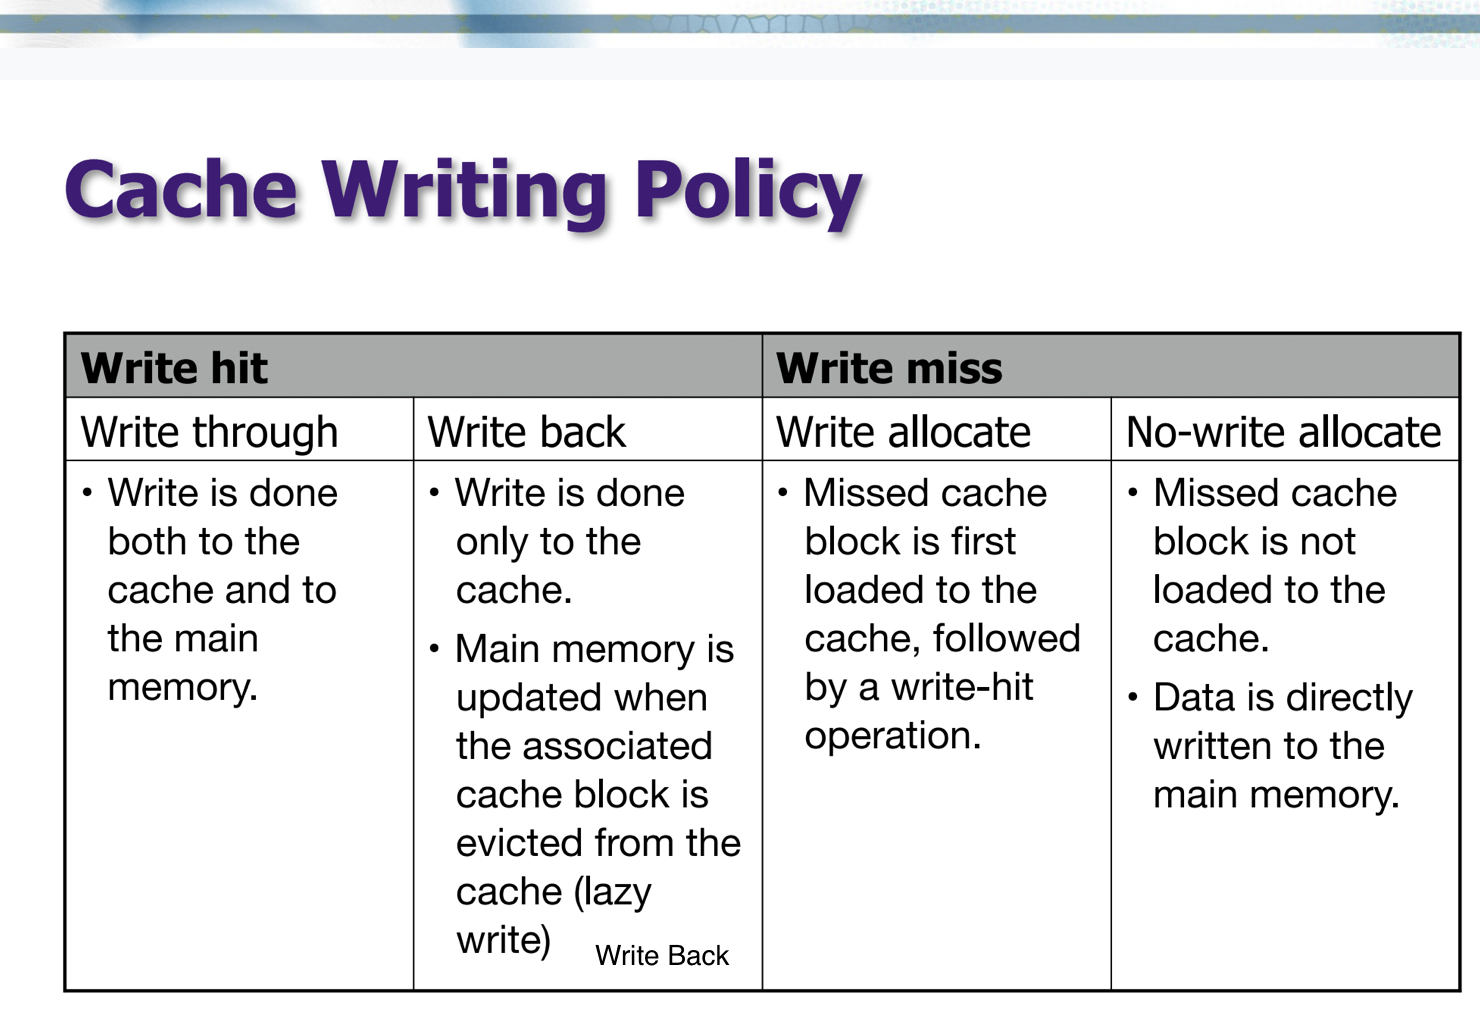 Cache Writing Policy
Write hit
Write miss
Write through
Write back
Write allocate
No-write allocate
• Write is done
both to the
cache and to
the main
memory.
• Write is done
only to the
cache.
• Main memory is
updated when
the associated
cache block is
evicted from the
cache (lazy
write)
Write Back
• Missed cache
block is first
loaded to the
cache, followed
by a write-hit
operation.
• Missed cache
block is not
loaded to the
cache.
• Data is directly
written to the
main memory.